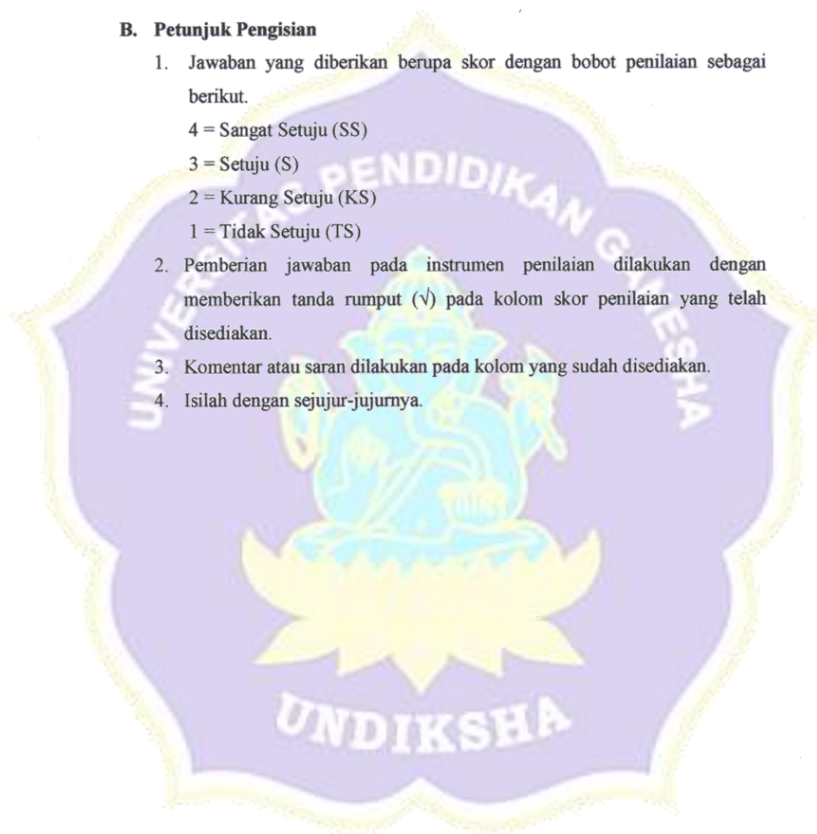 B. Petunjuk Pengisian
1. Jawaban yang diberikan berupa skor dengan bobot penilaian sebagai
berikut.
4 = Sangat Setuju (SS)
3 = Setuju (S)
2 = Kurang Setuju (KS)
1 = Tidak Setuju (TS)
2. Pemberian jawaban pada instrumen penilaian dilakukan dengan
memberikan tanda rumput (√) pada kolom skor penilaian yang telah
disediakan.
3. Komentar atau saran dilakukan pada kolom yang sudah disediakan.
4. Isilah dengan sejujur-jujurnya.
UNIVERSITAS PENDIDIKAN GANESHA
UNDIKSHA